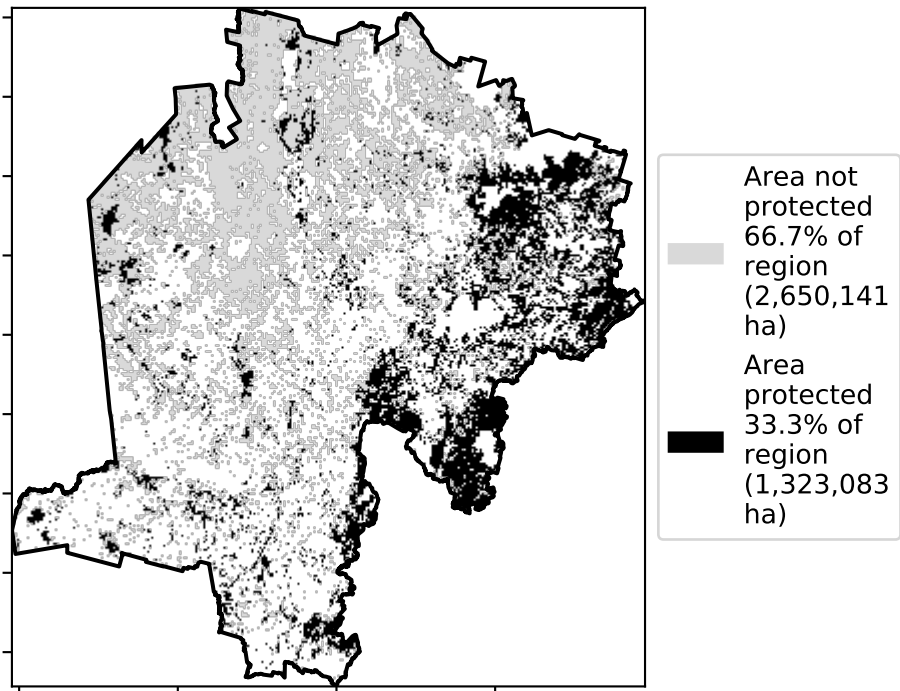 Area not
protected
66.7% of
region
(2,650,141
ha)
Area
protected
33.3% of
region
(1,323,083
ha)